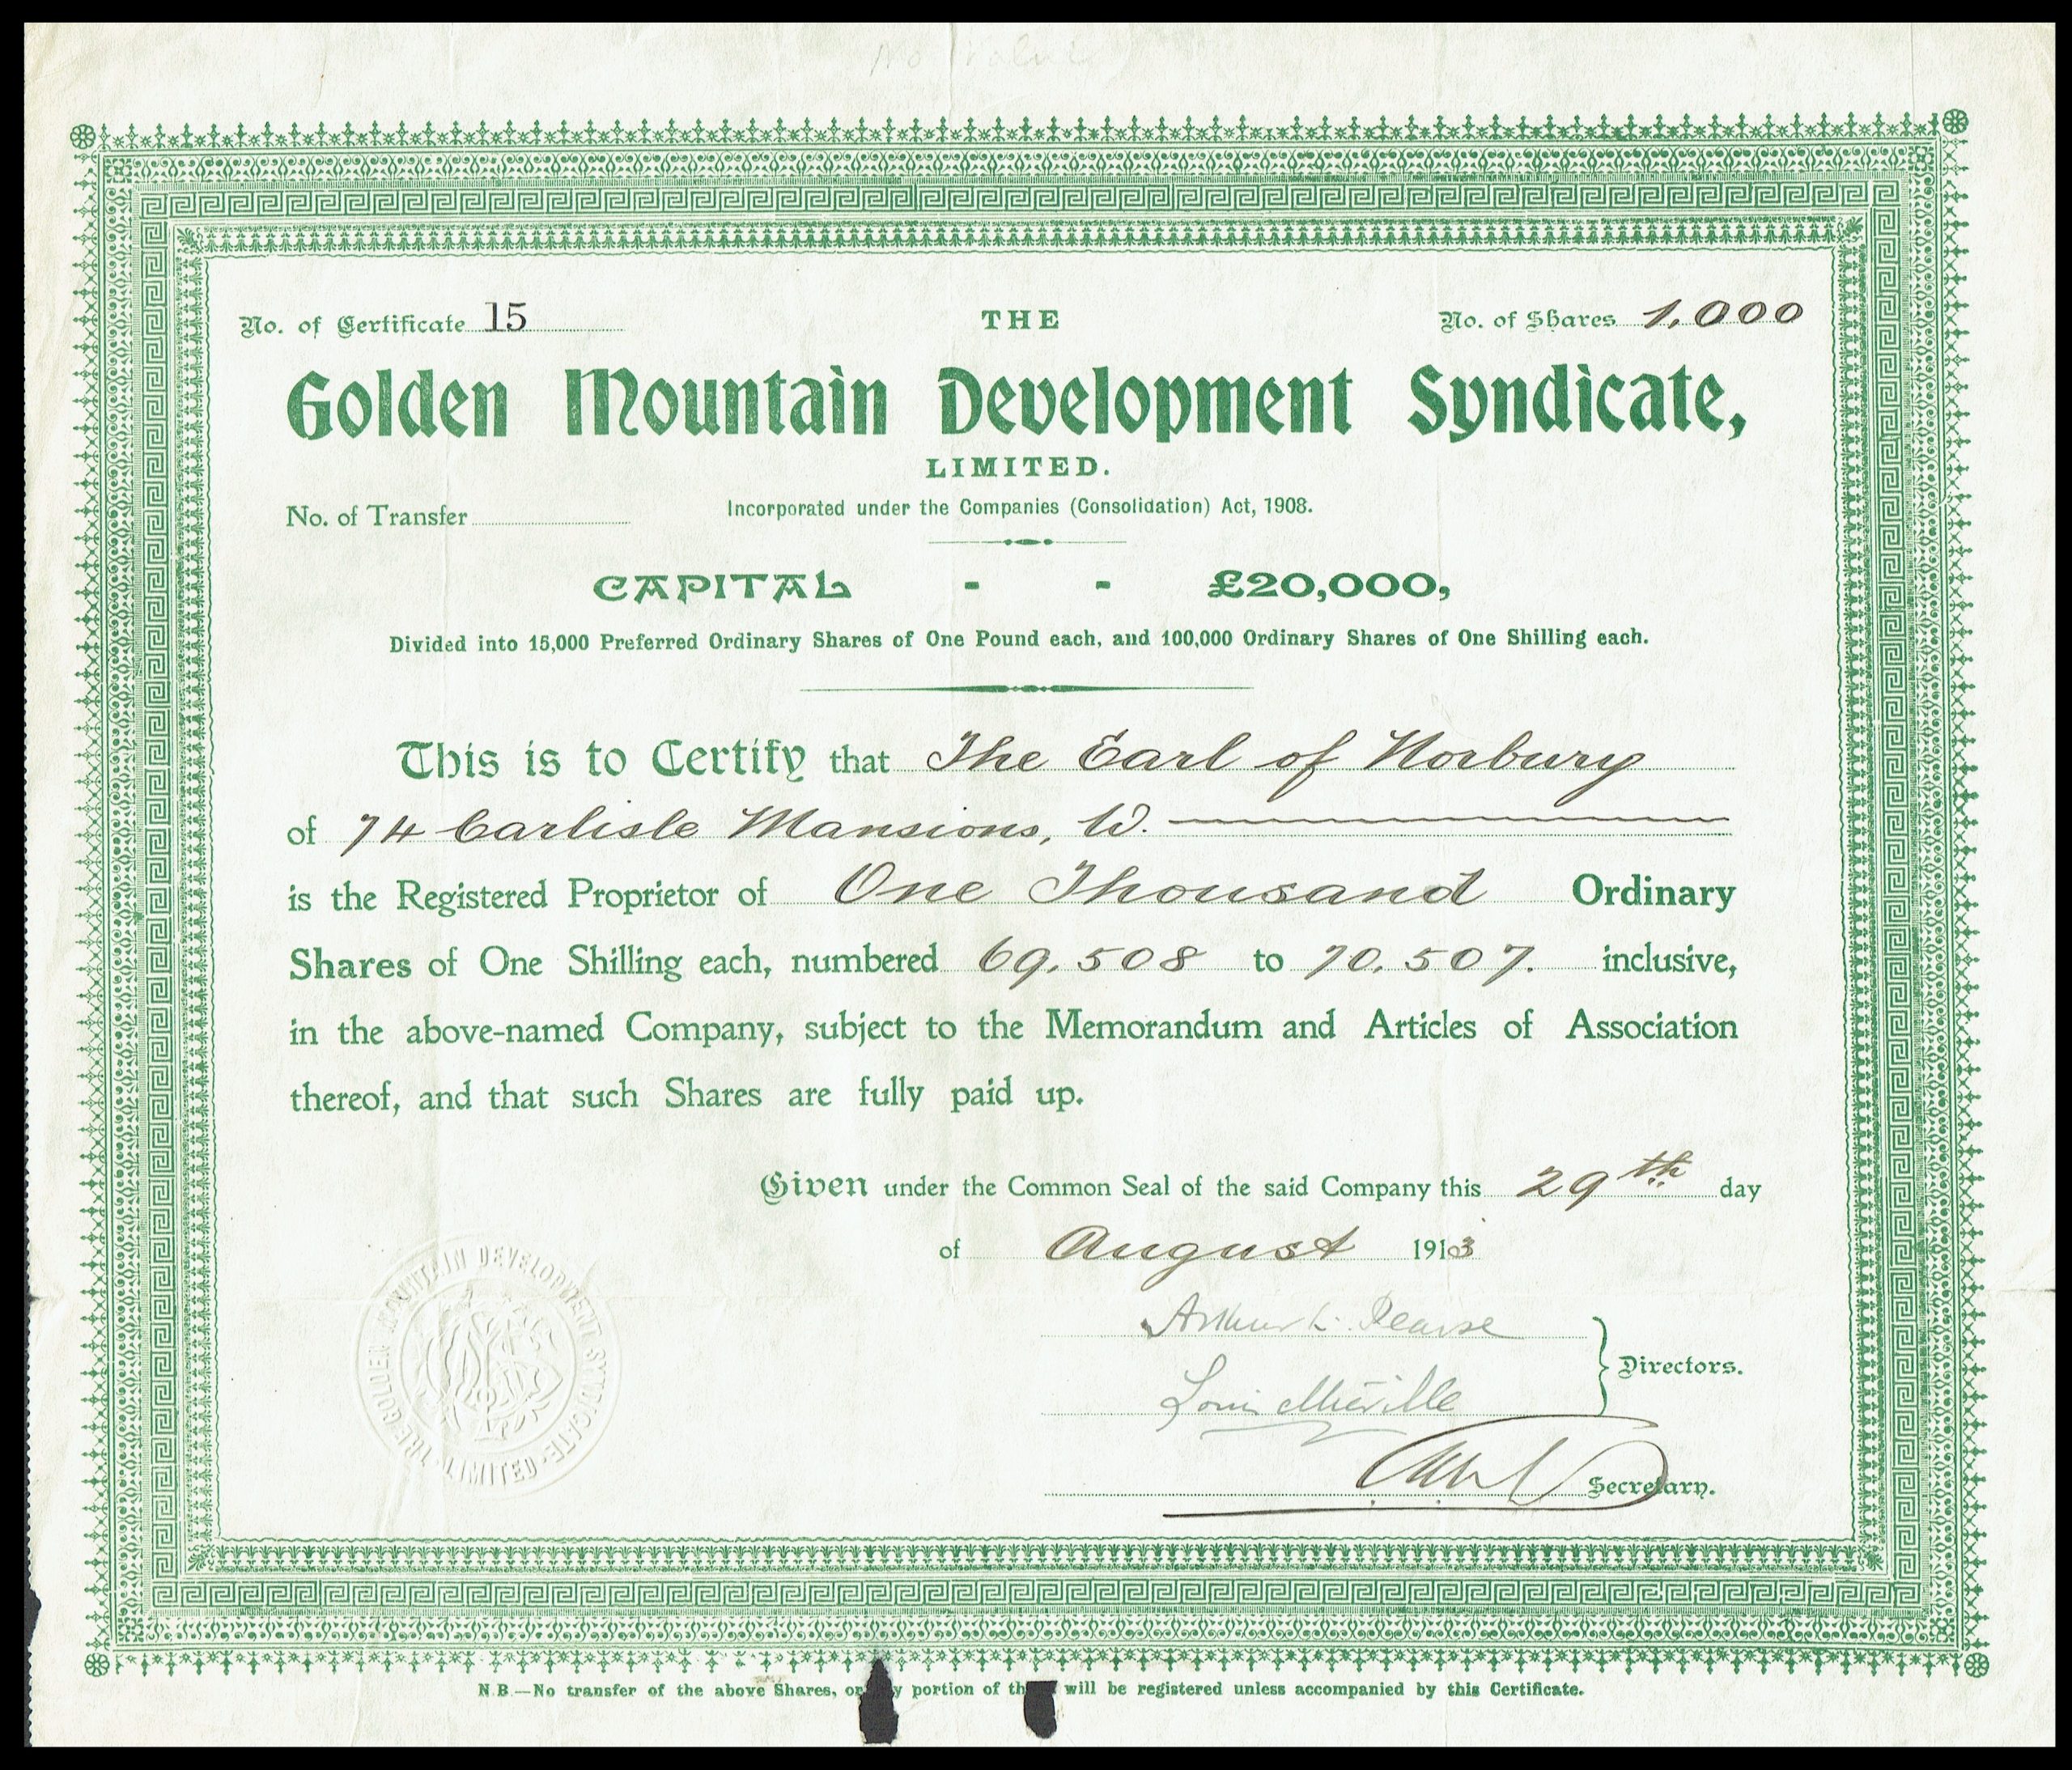 No Value
No. of Certificate 15 THE No. of Shares 1,000
Golden Mountain Development Syndicate,
LIMITED.
No. of Transfer Incorporated under the Companies (Consolidation) Act, 1908.
CAPITAL - - £20,000,
Divided into 15,000 Preferred Ordinary Shares of One Pound each, and 100,000 Ordinary Shares of One Shilling each.
This is to Certify that The Earl of Norbury
of 74 Carlisle Mansions, W.
is the Registered Proprietor of One Thousand Ordinary
Shares of One Shilling each, numbered 69,508 to 70,507. inclusive,
in the above-named Company, subject to the Memorandum and Articles of Association
thereof, and that such Shares are fully paid up.
Given under the Common Seal of the said Company this 29th day
of August 1913
Arthur L. Pearse
Directors.
Louis Miéville
Secretary.
THE GOLDEN MOUNTAIN DEVELOPMENT SYNDICATE · LIMITED ·
N.B.—No transfer of the above Shares, or portion of will be registered unless accompanied by this Certificate.